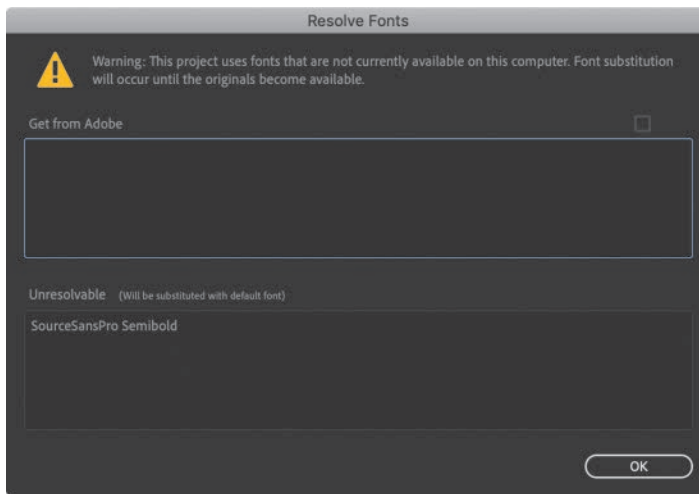 Resolve Fonts
Warning: This project uses fonts that are not currently available on this computer. Font substitution
will occur until the originals become available.
Get from Adobe
Unresolvable (Will be substituted with default font)
SourceSansPro Semibold
OK